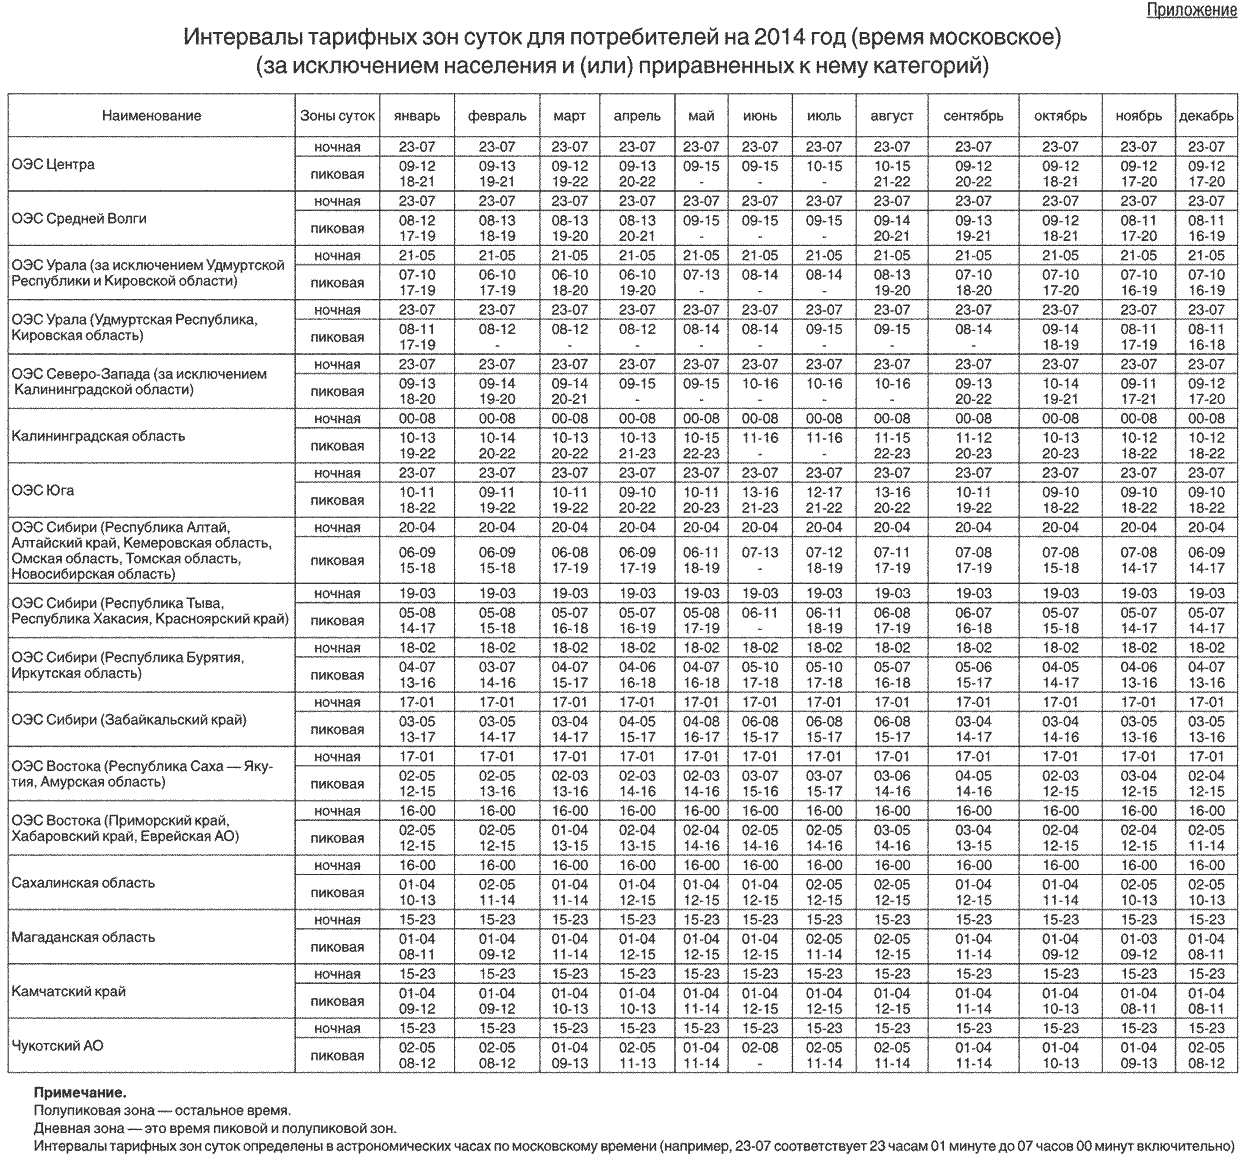 Приложение
Интервалы тарифных зон суток для потребителей на 2014 год (время московское)
(за исключением населения и (или) приравненных к нему категорий)
Наименование Зоны суток январь февраль март апрель май июнь июль август сентябрь октябрь ноябрь декабрь
ОЭС Центра
ночная 23-07 23-07 23-07 23-07 23-07 23-07 23-07 23-07 23-07 23-07 23-07 23-07
пиковая 09-12 09-13 09-12 09-13 09-15 09-15 10-15 10-15 09-12 09-12 09-12 09-12
18-21 19-21 19-22 20-22 - - - 21-22 20-22 18-21 17-20 17-20
ОЭС Средней Волги
ночная 23-07 23-07 23-07 23-07 23-07 23-07 23-07 23-07 23-07 23-07 23-07 23-07
пиковая 08-12 08-13 08-13 08-13 09-15 09-15 09-15 09-14 09-13 09-12 08-11 08-11
17-19 18-19 19-20 20-21 - - - 20-21 19-21 18-21 17-20 16-19
ОЭС Урала (за исключением Удмуртской
Республики и Кировской области)
ночная 21-05 21-05 21-05 21-05 21-05 21-05 21-05 21-05 21-05 21-05 21-05 21-05
пиковая 07-10 06-10 06-10 06-10 07-13 08-14 08-14 08-13 07-10 07-10 07-10 07-10
17-19 17-19 18-20 19-20 - - - 19-20 18-20 17-20 16-19 16-19
ОЭС Урала (Удмуртская Республика,
Кировская область)
ночная 23-07 23-07 23-07 23-07 23-07 23-07 23-07 23-07 23-07 23-07 23-07 23-07
пиковая 08-11 08-12 08-12 08-12 08-14 08-14 09-15 09-15 08-14 09-14 08-11 08-11
17-19 - - - - - - - - 18-19 17-19 16-18
ОЭС Северо-Запада (за исключением
Калининградской области)
ночная 23-07 23-07 23-07 23-07 23-07 23-07 23-07 23-07 23-07 23-07 23-07 23-07
пиковая 09-13 09-14 09-14 09-15 09-15 10-16 10-16 10-16 09-13 10-14 09-11 09-12
18-20 19-20 20-21 - - - - - 20-22 19-21 17-21 17-20
Калининградская область
ночная 00-08 00-08 00-08 00-08 00-08 00-08 00-08 00-08 00-08 00-08 00-08 00-08
пиковая 10-13 10-14 10-13 10-13 10-15 11-16 11-16 11-15 11-12 10-13 10-12 10-12
19-22 20-22 20-22 21-23 22-23 - - 22-23 20-23 20-23 18-22 18-22
ОЭС Юга
ночная 23-07 23-07 23-07 23-07 23-07 23-07 23-07 23-07 23-07 23-07 23-07 23-07
пиковая 10-11 09-11 10-11 09-10 10-11 13-16 12-17 13-16 10-11 09-10 09-10 09-10
18-22 19-22 19-22 20-22 20-23 21-23 21-22 20-22 19-22 18-22 18-22 18-22
ОЭС Сибири (Республика Алтай,
Алтайский край, Кемеровская область,
Омская область, Томская область,
Новосибирская область)
ночная 20-04 20-04 20-04 20-04 20-04 20-04 20-04 20-04 20-04 20-04 20-04 20-04
пиковая 06-09 06-09 06-08 06-09 06-11 07-13 07-12 07-11 07-08 07-08 07-08 06-09
15-18 15-18 17-19 17-19 18-19 - 18-19 17-19 17-19 15-18 14-17 14-17
ОЭС Сибири (Республика Тыва,
Республика Хакасия, Красноярский край)
ночная 19-03 19-03 19-03 19-03 19-03 19-03 19-03 19-03 19-03 19-03 19-03 19-03
пиковая 05-08 05-08 05-07 05-07 05-08 06-11 06-11 06-08 06-07 05-07 05-07 05-07
14-17 15-18 16-18 16-19 17-19 - 18-19 17-19 16-18 15-18 14-17 14-17
ОЭС Сибири (Республика Бурятия,
Иркутская область)
ночная 18-02 18-02 18-02 18-02 18-02 18-02 18-02 18-02 18-02 18-02 18-02 18-02
пиковая 04-07 03-07 04-07 04-06 04-07 05-10 05-10 05-07 05-06 04-05 04-06 04-07
13-16 14-16 15-17 16-18 16-18 17-18 17-18 16-18 15-17 14-17 13-16 13-16
ОЭС Сибири (Забайкальский край)
ночная 17-01 17-01 17-01 17-01 17-01 17-01 17-01 17-01 17-01 17-01 17-01 17-01
пиковая 03-05 03-05 03-04 04-05 04-08 06-08 06-08 06-08 03-04 03-04 03-05 03-05
13-17 14-17 14-17 15-17 16-17 15-17 15-17 15-17 14-17 14-16 13-16 13-16
ОЭС Востока (Республика Саха — Яку-
тия, Амурская область)
ночная 17-01 17-01 17-01 17-01 17-01 17-01 17-01 17-01 17-01 17-01 17-01 17-01
пиковая 02-05 02-05 02-03 02-03 02-03 03-07 03-07 03-06 04-05 02-03 03-04 02-04
12-15 13-16 13-16 14-16 14-16 15-16 15-17 14-16 14-16 12-15 12-15 12-15
ОЭС Востока (Приморский край,
Хабаровский край, Еврейская АО)
ночная 16-00 16-00 16-00 16-00 16-00 16-00 16-00 16-00 16-00 16-00 16-00 16-00
пиковая 02-05 02-05 01-04 02-04 02-04 02-05 02-05 03-05 03-04 02-04 02-04 02-05
12-15 12-15 13-15 13-15 14-16 14-16 14-16 14-16 13-15 12-15 12-15 11-14
Сахалинская область
ночная 16-00 16-00 16-00 16-00 16-00 16-00 16-00 16-00 16-00 16-00 16-00 16-00
пиковая 01-04 02-05 01-04 01-04 01-04 01-04 02-05 02-05 01-04 01-04 02-05 02-05
10-13 11-14 11-14 12-15 12-15 12-15 12-15 12-15 12-15 11-14 10-13 10-13
Магаданская область
ночная 15-23 15-23 15-23 15-23 15-23 15-23 15-23 15-23 15-23 15-23 15-23 15-23
пиковая 01-04 01-04 01-04 01-04 01-04 01-04 02-05 02-05 01-04 01-04 01-03 01-04
08-11 09-12 11-14 12-15 12-15 12-15 11-14 12-15 11-14 09-12 09-12 08-11
Камчатский край
ночная 15-23 15-23 15-23 15-23 15-23 15-23 15-23 15-23 15-23 15-23 15-23 15-23
пиковая 01-04 01-04 01-04 01-04 01-04 01-04 01-04 01-04 01-04 01-04 01-04 01-04
09-12 09-12 10-13 10-13 11-14 12-15 12-15 12-15 11-14 10-13 08-11 08-11
Чукотский АО
ночная 15-23 15-23 15-23 15-23 15-23 15-23 15-23 15-23 15-23 15-23 15-23 15-23
пиковая 02-05 02-05 01-04 02-05 01-04 02-08 02-05 02-05 01-04 01-04 01-04 02-05
08-12 08-12 09-13 11-13 11-14 - 11-14 11-14 11-14 10-13 09-13 08-12
Примечание.
Полупиковая зона — остальное время.
Дневная зона — это время пиковой и полупиковой зон.
Интервалы тарифных зон суток определены в астрономических часах по московскому времени (например, 23-07 соответствует 23 часам 01 минуте до 07 часов 00 минут включительно)